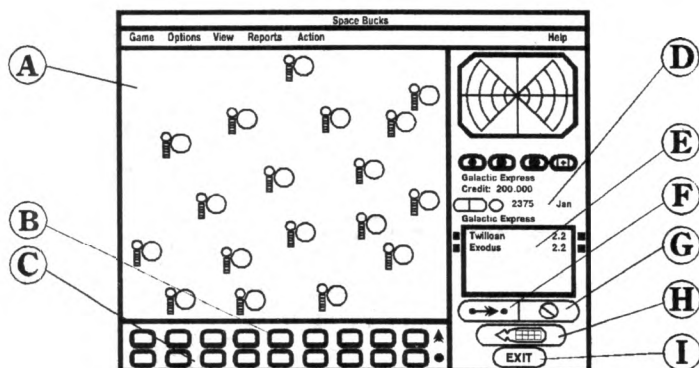 Space Bucks
Game Options View Reports Action Help
A
D
E
Galactic Express
Credit: 200.000
2375 Jan
F
Galactic Express
B
Twilloan 2.2
G
C
Exodus 2.2
H
EXIT
I